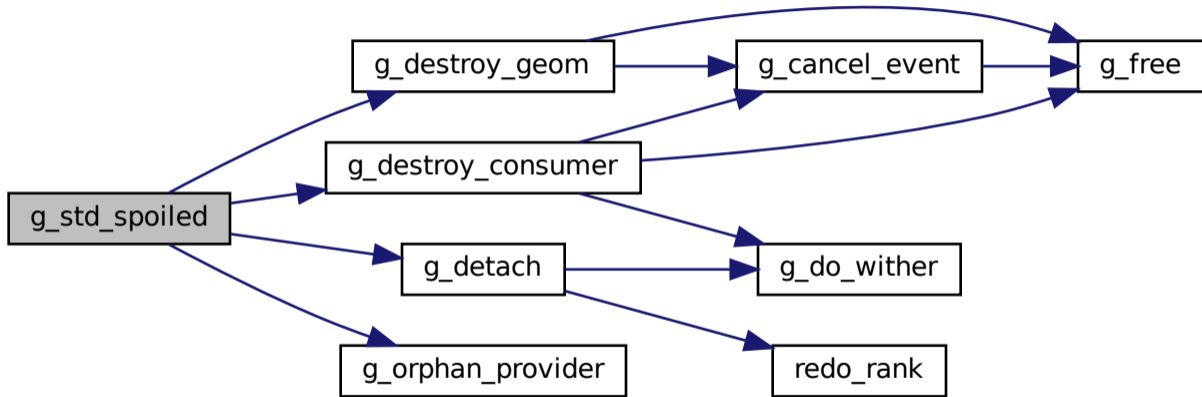 g_destroy_geom
g_cancel_event
g_free
g_destroy_consumer
g_std_spoiled
g_detach
g_do_wither
g_orphan_provider
redo_rank